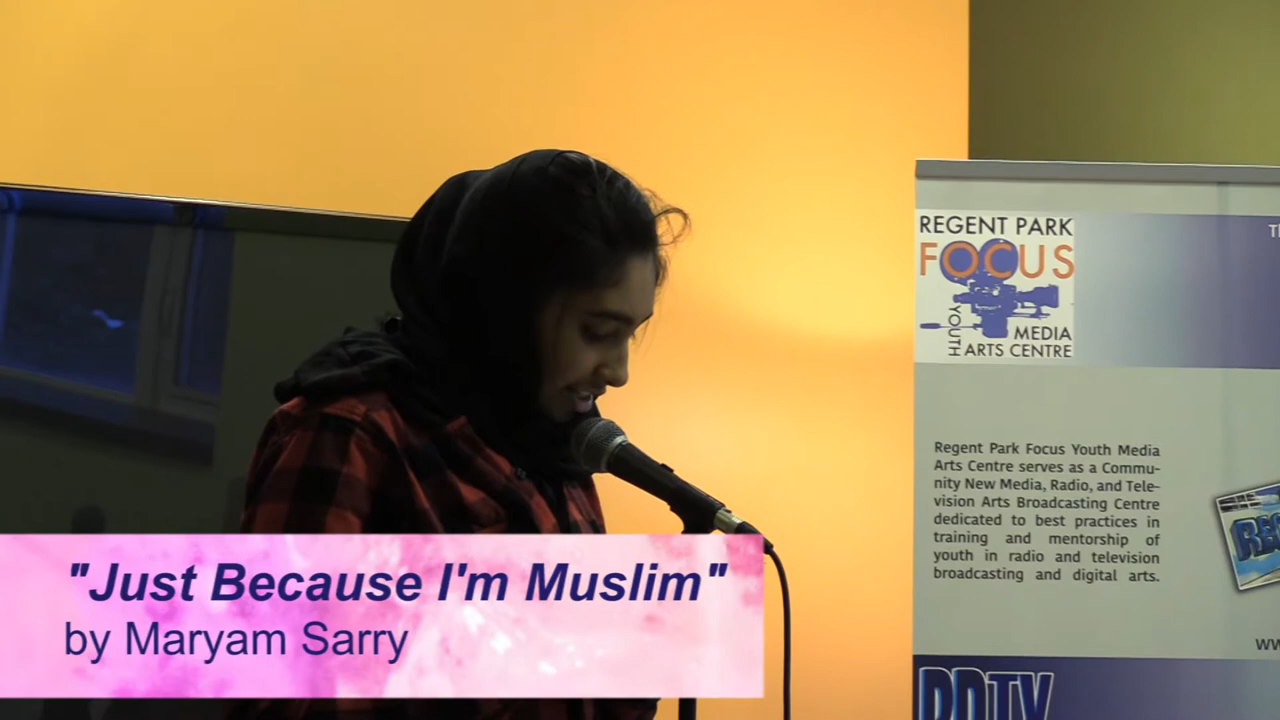 REGENT PARK
FOCUS
YOUTH
MEDIA
ARTS CENTRE
Regent Park Focus Youth Media
Arts Centre serves as a Commu-
nity New Media, Radio, and Tele-
vision Arts Broadcasting Centre
dedicated to best practices in
training and mentorship of
youth in radio and television
broadcasting and digital arts.
"Just Because I'm Muslim"
by Maryam Sarry